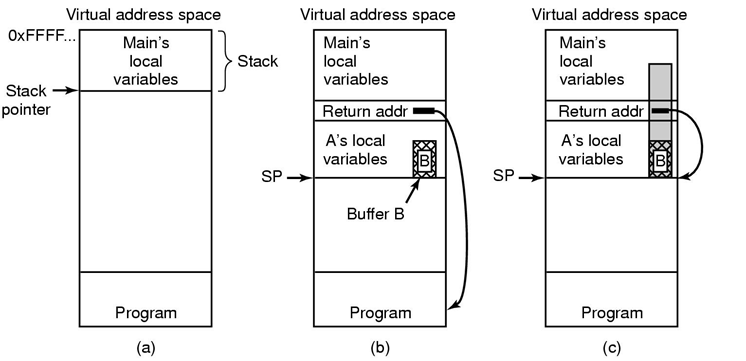 Virtual address space
0xFFFF...
Main's
local
variables
Stack
Stack
pointer
Program
(a)
Virtual address space
Main's
local
variables
Return addr
A's local
variables
B
SP
Buffer B
Program
(b)
Virtual address space
Main's
local
variables
Return addr
A's local
variables
B
SP
Program
(c)